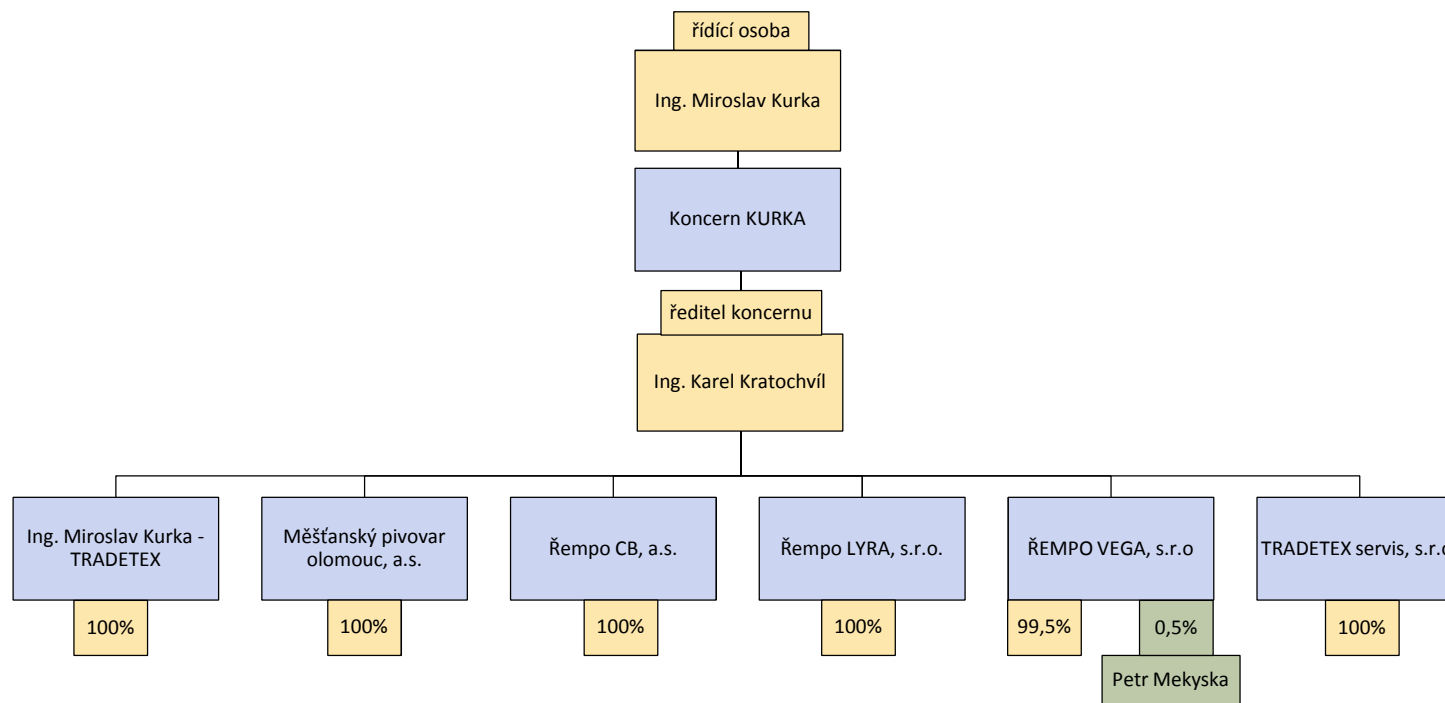 řídící osoba
Ing. Miroslav Kurka
Koncern KURKA
ředitel koncernu
Ing. Karel Kratochvíl
Ing. Miroslav Kurka -
TRADETEX
Měšťanský pivovar
olomouc, a.s.
Řempo CB, a.s.
Řempo LYRA, s.r.o.
ŘEMPO VEGA, s.r.o
TRADETEX servis, s.r.o
100%
100%
100%
100%
99,5%
0,5%
100%
Petr Mekyska